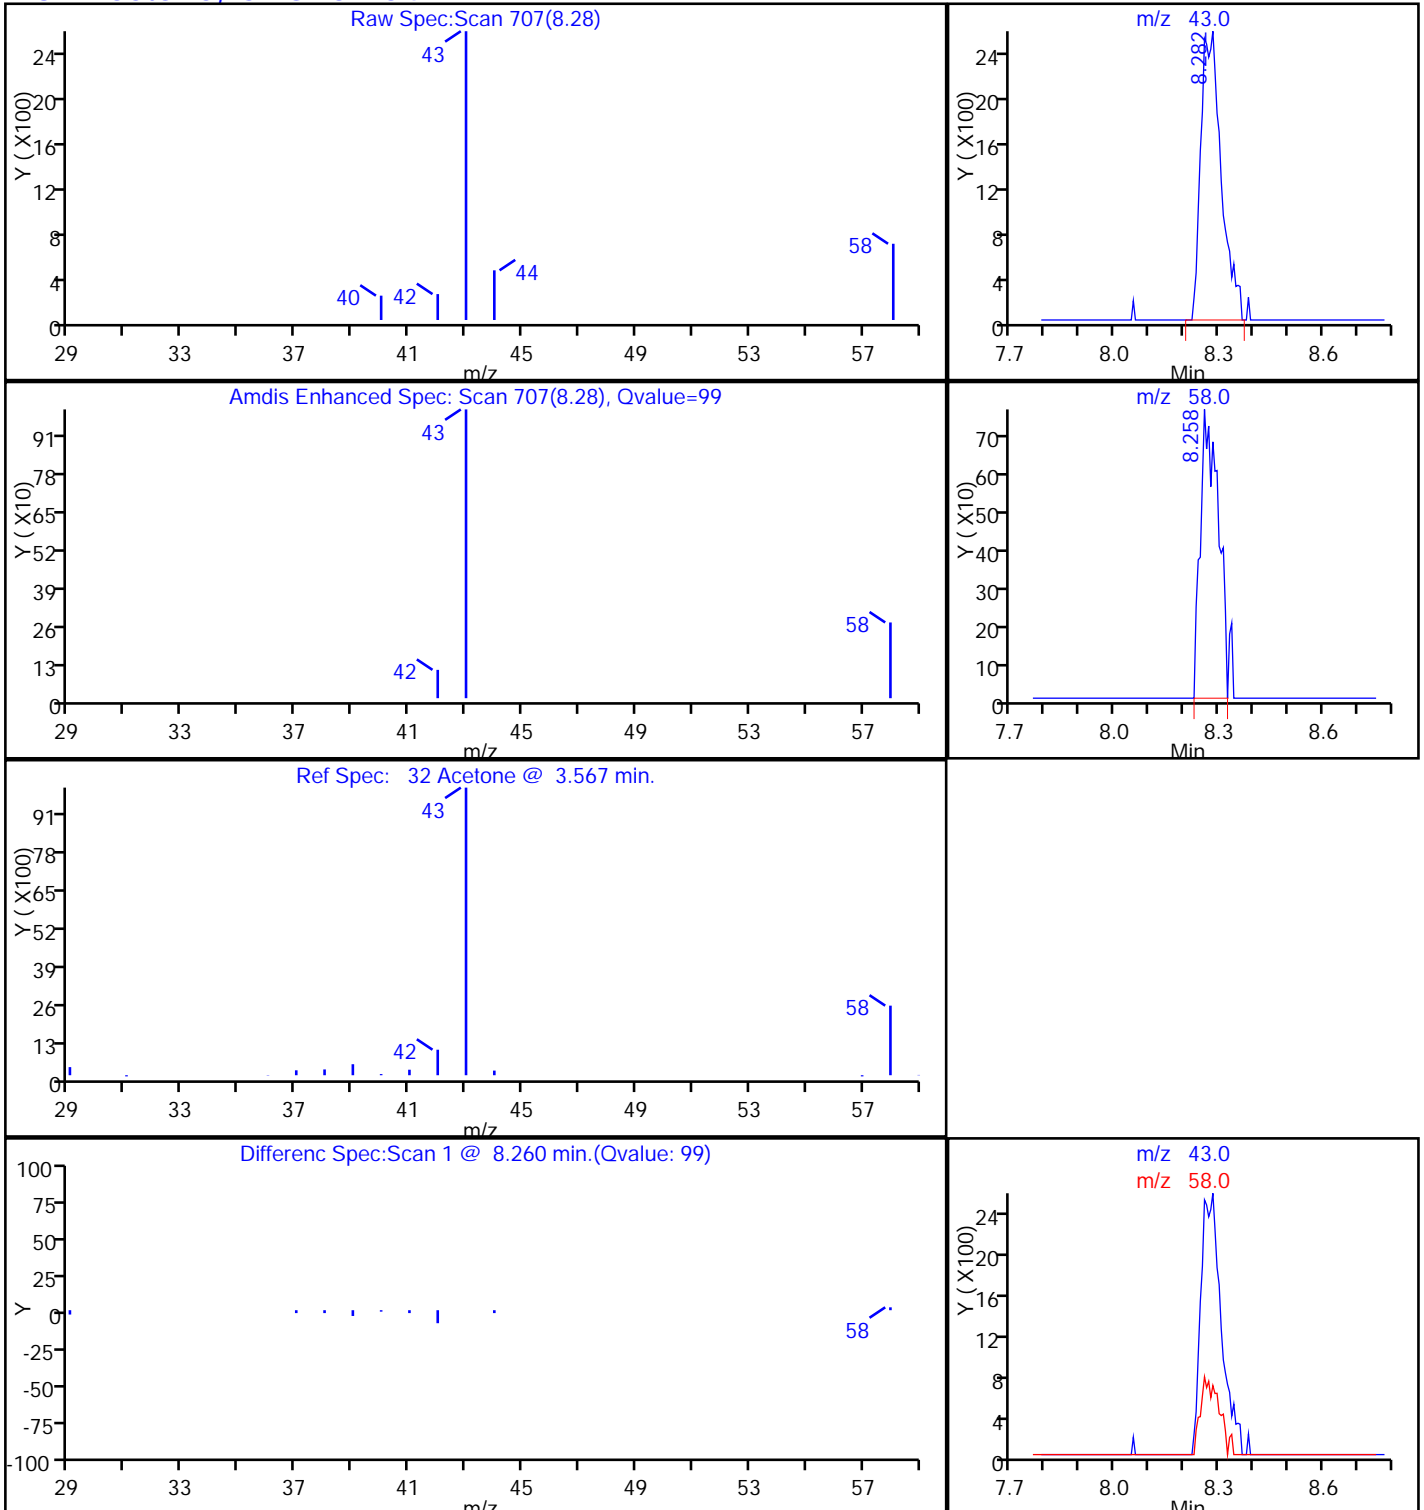 Raw Spec:Scan 707(8.28)
Y ( X100)
24
20
16
12
8
4
0
43
40
42
44
58
29 33 37 41 45 49 53 57
m/z
m/z 43.0
Y ( X100)
24
20
16
12
8
4
0
8.282
7.7 8.0 8.3 8.6
Min
Amdis Enhanced Spec: Scan 707(8.28), Qvalue=99
Y ( X10)
91
78
65
52
39
26
13
0
43
42
58
29 33 37 41 45 49 53 57
m/z
m/z 58.0
Y ( X10)
70
60
50
40
30
20
10
0
8.258
7.7 8.0 8.3 8.6
Min
Ref Spec: 32 Acetone @ 3.567 min.
Y ( X100)
91
78
65
52
39
26
13
0
43
42
58
29 33 37 41 45 49 53 57
m/z
Differenc Spec:Scan 1 @ 8.260 min.(Qvalue: 99)
Y
100
75
50
25
0
-25
-50
-75
-100
58
29 33 37 41 45 49 53 57
m/z
m/z 43.0
m/z 58.0
Y ( X100)
24
20
16
12
8
4
0
7.7 8.0 8.3 8.6
Min